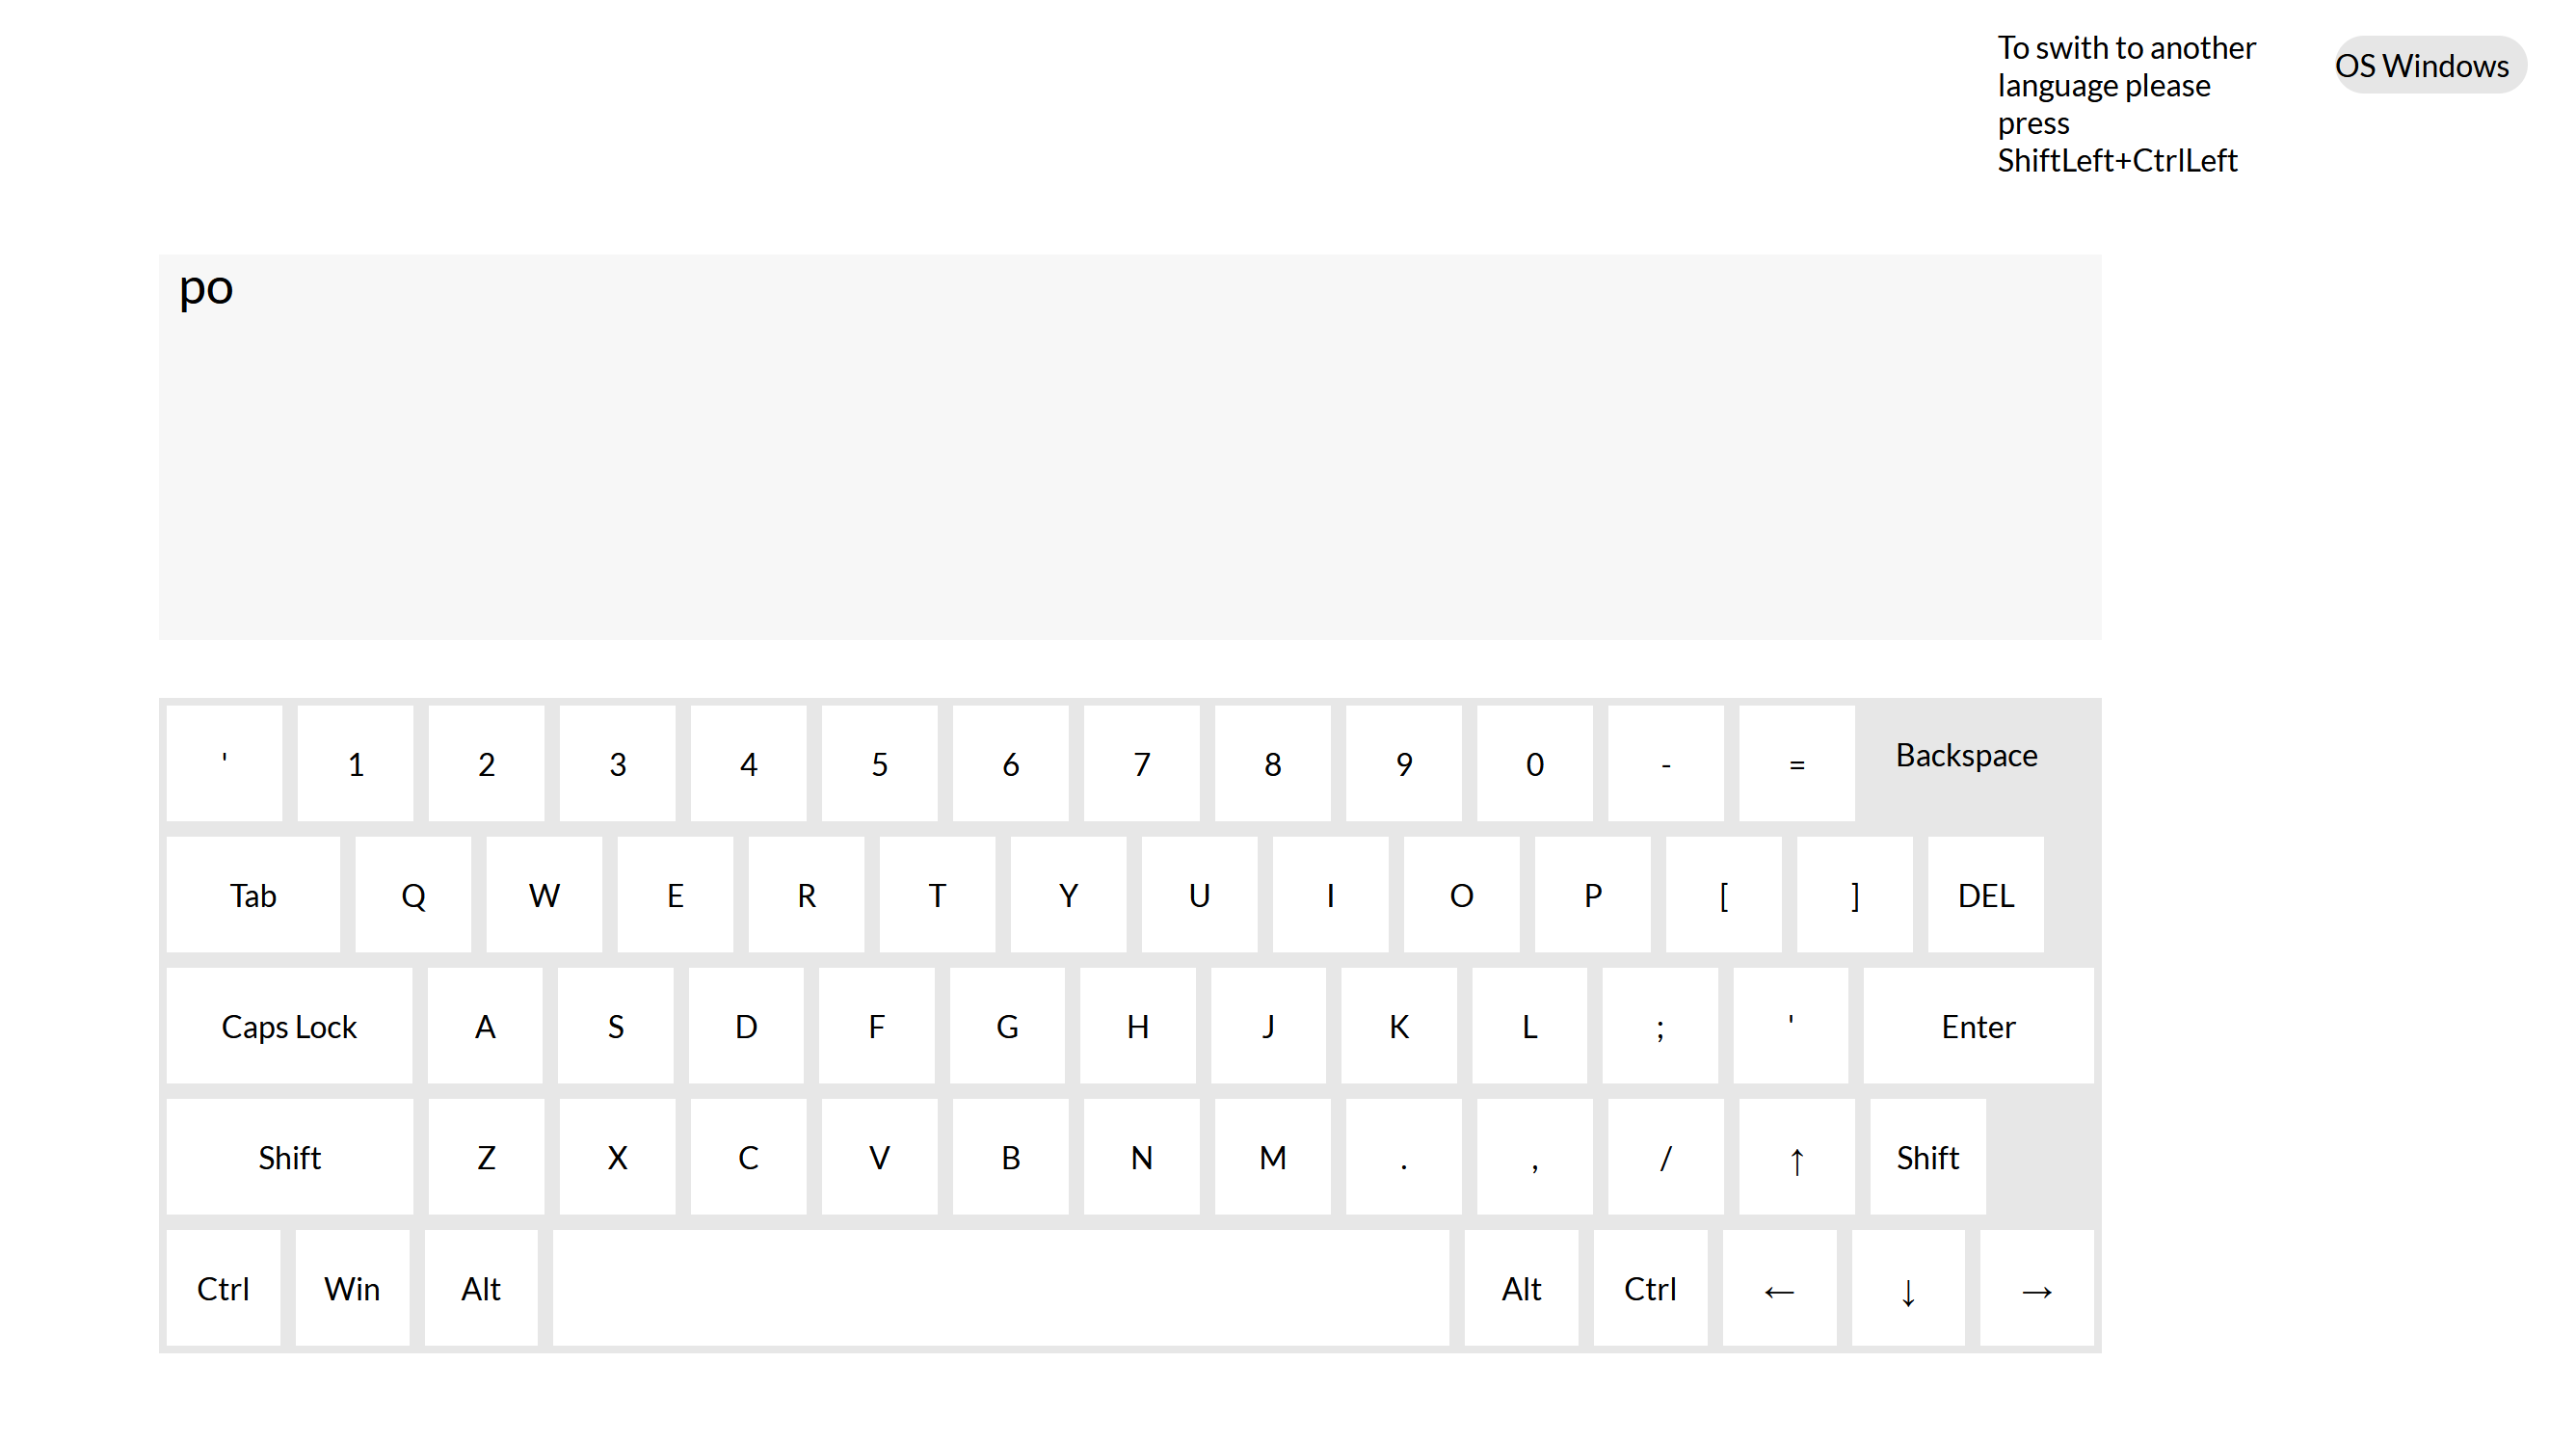 To swith to another
language please
press
ShiftLeft+CtrlLeft
OS Windows
po
' 1 2 3 4 5 6 7 8 9 0 - = Backspace
Tab Q W E R T Y U I O P [ ] DEL
Caps Lock A S D F G H J K L ; ' Enter
Shift Z X C V B N M . , / ↑ Shift
Ctrl Win Alt Alt Ctrl ← ↓ →